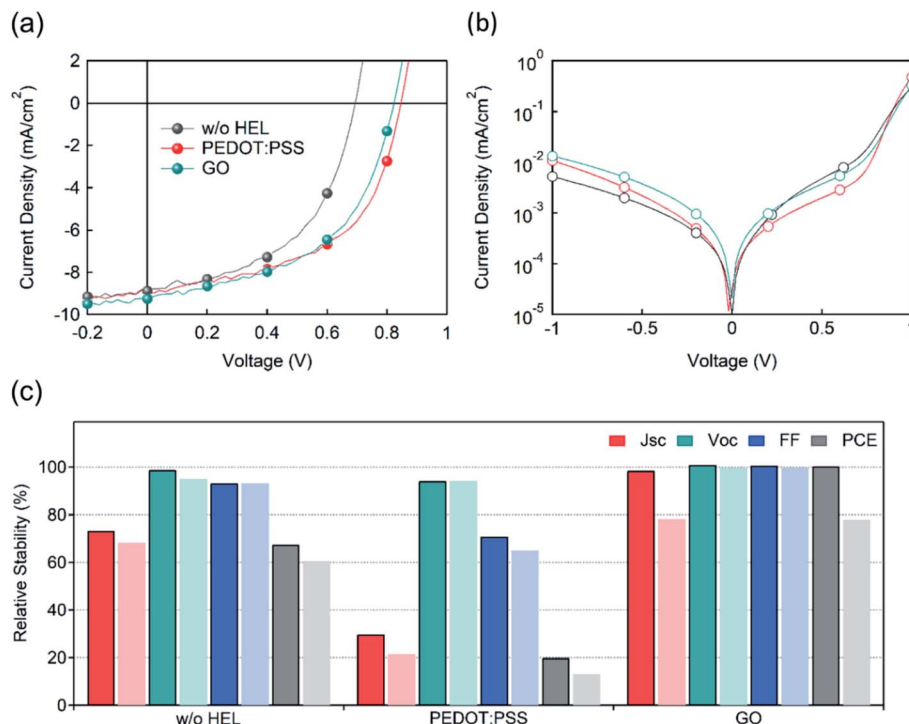 (a)
2
0
-2
-4
-6
-8
-10
Current Density (mA/cm²)
w/o HEL
PEDOT:PSS
GO
-0.2
0
0.2
0.4
0.6
0.8
1
Voltage (V)
(b)
10⁰
10⁻¹
10⁻²
10⁻³
10⁻⁴
10⁻⁵
Current Density (mA/cm²)
-1
-0.5
0
0.5
Voltage (V)
(c)
Jsc
Voc
FF
PCE
100
80
60
40
20
0
Relative Stability (%)
w/o HEL
PEDOT:PSS
GO